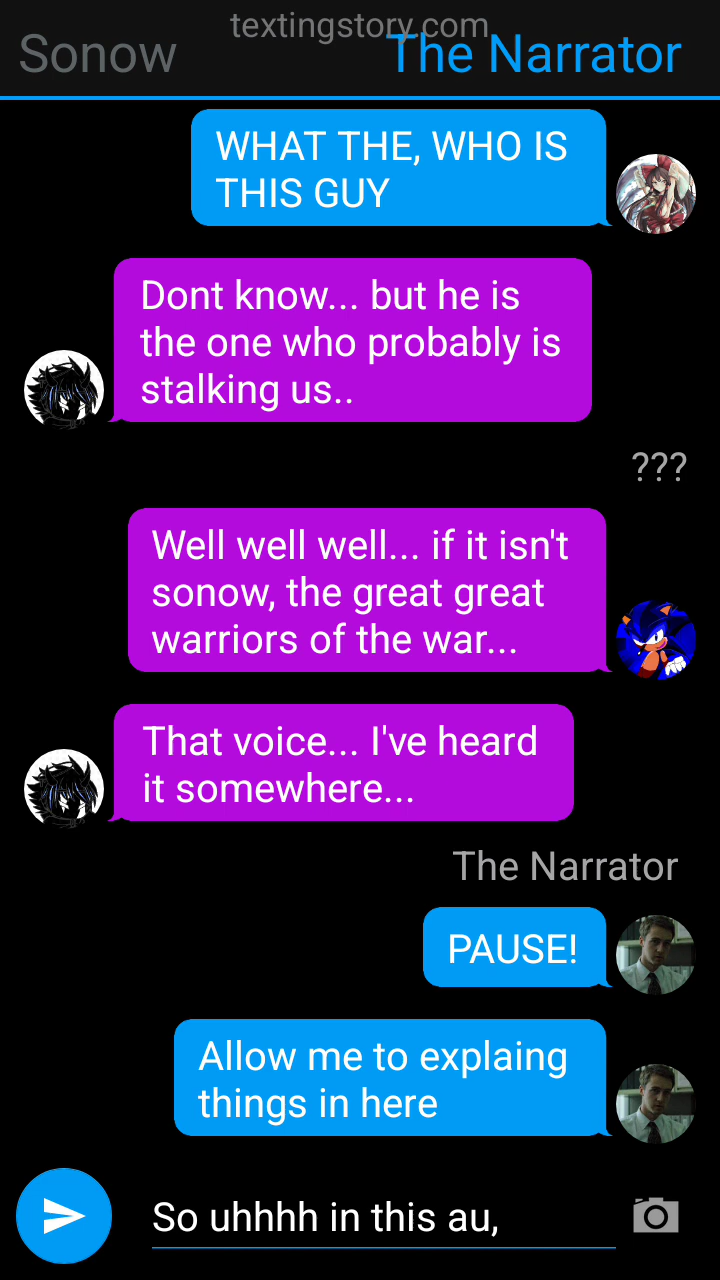 textingstory.com
Sonow
The Narrator
WHAT THE, WHO IS
THIS GUY
Dont know... but he is
the one who probably is
stalking us..
???
Well well well... if it isn't
sonow, the great great
warriors of the war...
That voice... I've heard
it somewhere...
The Narrator
PAUSE!
Allow me to explaing
things in here
So uhhhh in this au,